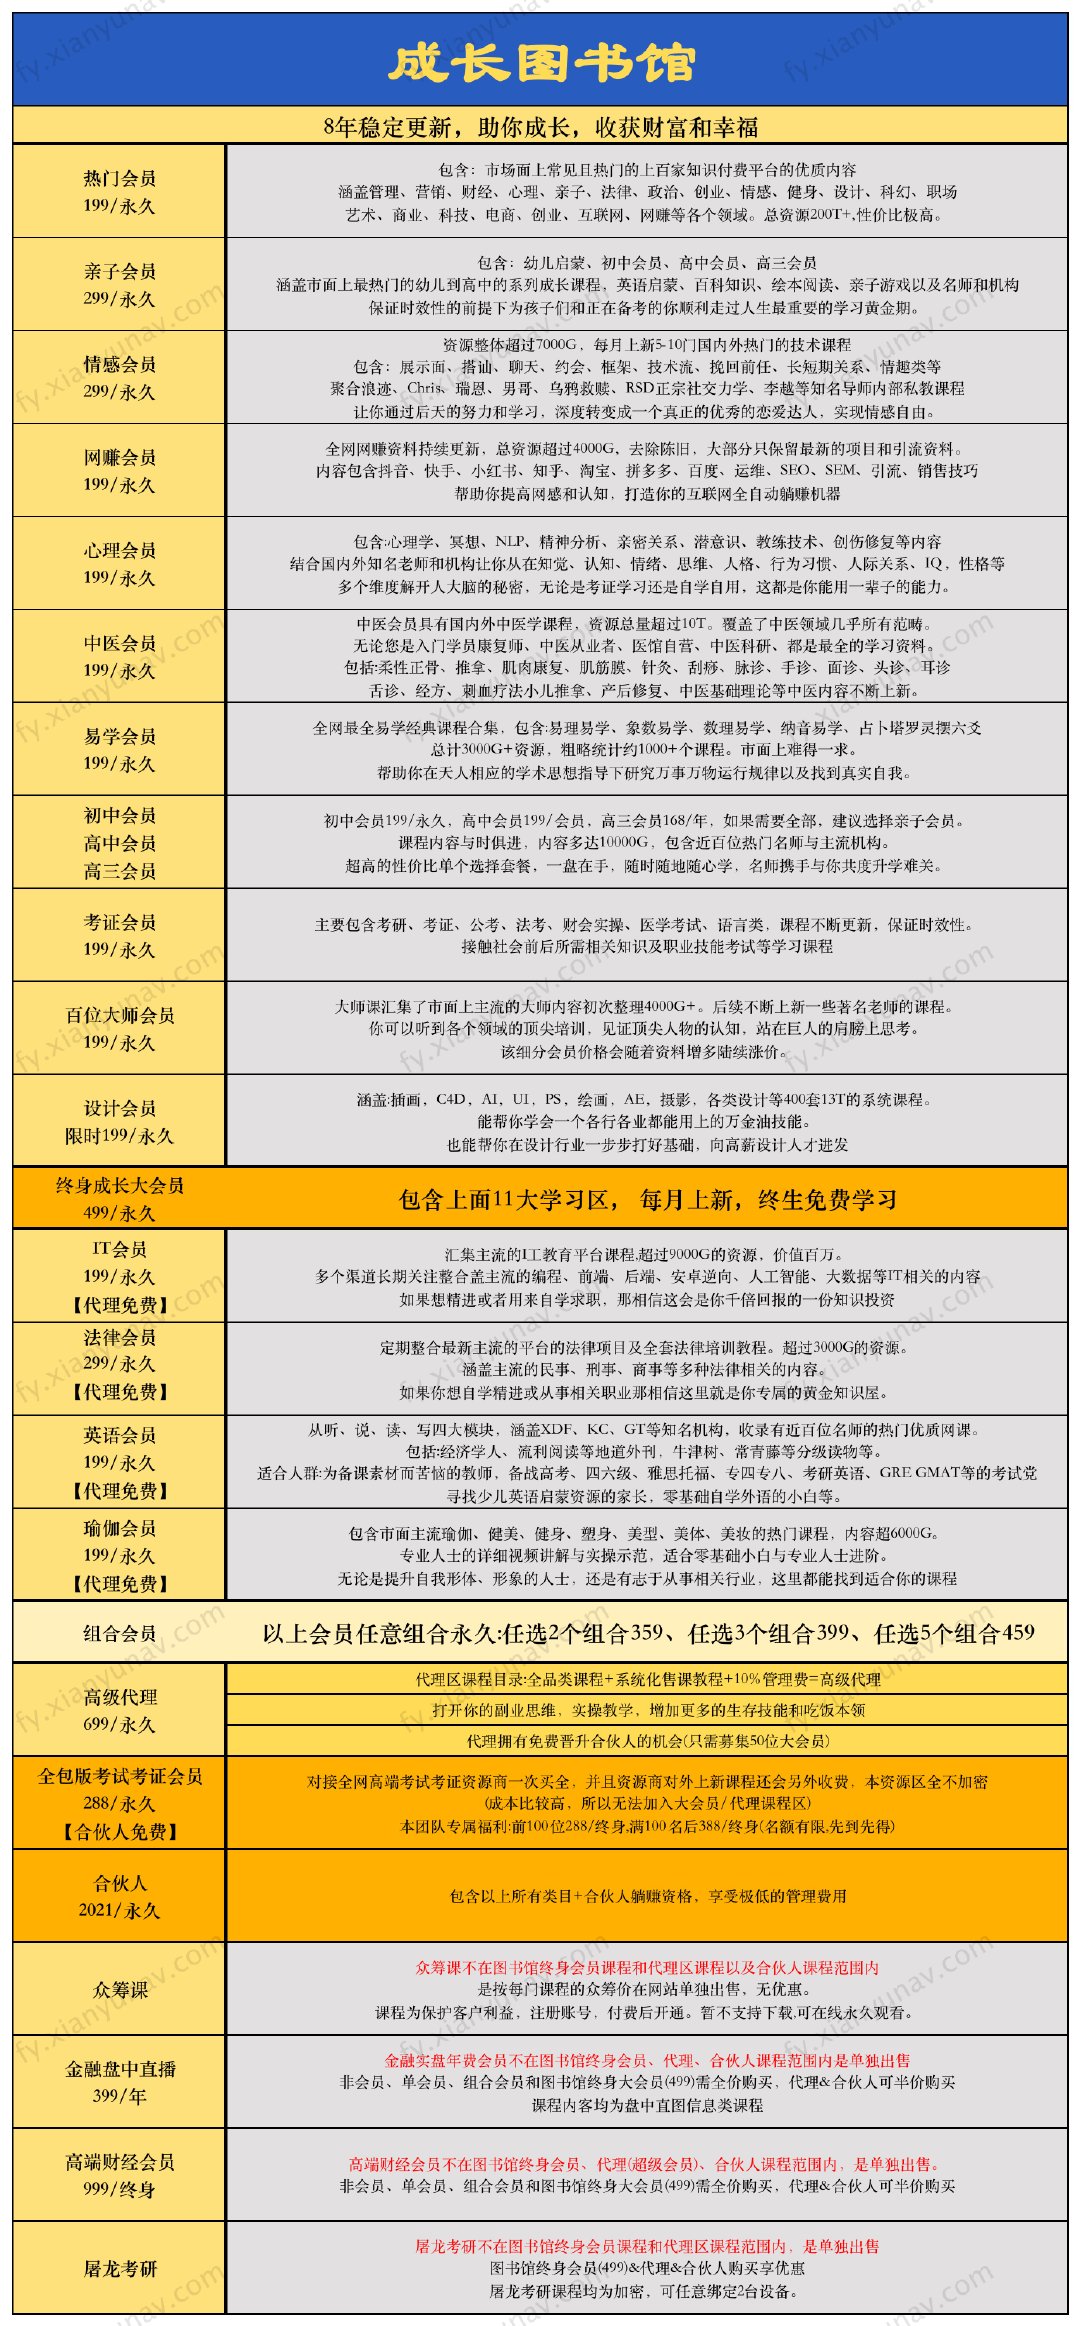 成长图书馆
8年稳定更新，助你成长，收获财富和幸福
热门会员
199/永久
包含：市场面上常见且热门的上百家知识付费平台的优质内容
涵盖管理、营销、财经、心理、亲子、法律、政治、创业、情感、健身、设计、科幻、职场
艺术、商业、科技、电商、创业、互联网、网赚等各个领域。总资源200T+,性价比极高。
亲子会员
299/永久
包含：幼儿启蒙、初中会员、高中会员、高三会员
涵盖市面上最热门的幼儿到高中的系列成长课程，英语启蒙、百科知识、绘本阅读、亲子游戏以及名师和机构
保证时效性的前提下为孩子们和正在备考的你顺利走过人生最重要的学习黄金期。
情感会员
299/永久
资源整体超过7000G，每月上新5-10门国内外热门的技术课程
包含：展示面、搭讪、聊天、约会、框架、技术流、挽回前任、长短期关系、情趣类等
聚合浪迹、Chris、瑞恩、男哥、乌鸦救赎、RSD正宗社交力学、李越等知名导师内部私教课程
让你通过后天的努力和学习，深度转变成一个真正的优秀的恋爱达人，实现情感自由。
网赚会员
199/永久
全网网赚资料持续更新，总资源超过4000G，去除陈旧，大部分只保留最新的项目和引流资料。
内容包含抖音、快手、小红书、知乎、淘宝、拼多多、百度、运维、SEO、SEM、引流、销售技巧
帮助你提高网感和认知，打造你的互联网全自动躺赚机器
心理会员
199/永久
包含:心理学、冥想、NLP、精神分析、亲密关系、潜意识、教练技术、创伤修复等内容
结合国内外知名老师和机构让你从在知觉、认知、情绪、思维、人格、行为习惯、人际关系、IQ，性格等
多个维度解开人大脑的秘密，无论是考证学习还是自学自用，这都是你能用一辈子的能力。
中医会员
199/永久
中医会员具有国内外中医学课程，资源总量超过10T。覆盖了中医领域几乎所有范畴。
无论您是入门学员康复师、中医从业者、医馆自营、中医科研、都是最全的学习资料。
包括:柔性正骨、推拿、肌肉康复、肌筋膜、针灸、刮痧、脉诊、手诊、面诊、头诊、耳诊
舌诊、经方、刺血疗法小儿推拿、产后修复、中医基础理论等中医内容不断上新。
易学会员
199/永久
全网最全易学经典课程合集，包含:易理易学、象数易学、数理易学、纳音易学、占卜塔罗灵摆六爻
总计3000G+资源，粗略统计约1000+个课程。市面上难得一求。
帮助你在天人相应的学术思想指导下研究万事万物运行规律以及找到真实自我。
初中会员
高中会员
高三会员
初中会员199/永久，高中会员199/会员，高三会员168/年，如果需要全部，建议选择亲子会员。
课程内容与时俱进，内容多达10000G，包含近百位热门名师与主流机构。
超高的性价比单个选择套餐，一盘在手，随时随地随心学，名师携手与你共度升学难关。
考证会员
199/永久
主要包含考研、考证、公考、法考、财会实操、医学考试、语言类，课程不断更新，保证时效性。
接触社会前后所需相关知识及职业技能考试等学习课程
百位大师会员
199/永久
大师课汇集了市面上主流的大师内容初次整理4000G+。后续不断上新一些著名老师的课程。
你可以听到各个领域的顶尖培训，见证顶尖人物的认知，站在巨人的肩膀上思考。
该细分会员价格会随着资料增多陆续涨价。
设计会员
限时199/永久
涵盖:插画，C4D，AI，UI，PS，绘画，AE，摄影，各类设计等400套13T的系统课程。
能帮你学会一个各行各业都能用上的万金油技能。
也能帮你在设计行业一步步打好基础，向高薪设计人才进发
终身成长大会员
499/永久
包含上面11大学习区， 每月上新，终生免费学习
IT会员
199/永久
【代理免费】
汇集主流的IT教育平台课程,超过9000G的资源，价值百万。
多个渠道长期关注整合盖主流的编程、前端、后端、安卓逆向、人工智能、大数据等IT相关的内容
如果想精进或者用来自学求职，那相信这会是你千倍回报的一份知识投资
法律会员
299/永久
【代理免费】
定期整合最新主流的平台的法律项目及全套法律培训教程。超过3000G的资源。
涵盖主流的民事、刑事、商事等多种法律相关的内容。
如果你想自学精进或从事相关职业那相信这里就是你专属的黄金知识屋。
英语会员
199/永久
【代理免费】
从听、说、读、写四大模块，涵盖XDF、KC、GT等知名机构，收录有近百位名师的热门优质网课。
包括:经济学人、流利阅读等地道外刊，牛津树、常青藤等分级读物等。
适合人群:为备课素材而苦恼的教师，备战高考、四六级、雅思托福、专四专八、考研英语、GRE GMAT等的考试党
寻找少儿英语启蒙资源的家长，零基础自学外语的小白等。
瑜伽会员
199/永久
【代理免费】
包含市面主流瑜伽、健美、健身、塑身、美型、美体、美妆的热门课程，内容超6000G。
专业人士的详细视频讲解与实操示范，适合零基础小白与专业人士进阶。
无论是提升自我形体、形象的人士，还是有志于从事相关行业，这里都能找到适合你的课程
组合会员
以上会员任意组合永久:任选2个组合359、任选3个组合399、任选5个组合459
高级代理
699/永久
代理区课程目录:全品类课程+系统化售课教程+10%管理费=高级代理
打开你的副业思维，实操教学，增加更多的生存技能和吃饭本领
代理拥有免费晋升合伙人的机会(只需募集50位大会员)
全包版考试考证会员
288/永久
【合伙人免费】
对接全网高端考试考证资源商一次买全，并且资源商对外上新课程还会另外收费，本资源区全不加密
(成本比较高，所以无法加入大会员/代理课程区)
本团队专属福利:前100位288/终身,满100名后388/终身(名额有限,先到先得)
合伙人
2021/永久
包含以上所有类目+合伙人躺赚资格，享受极低的管理费用
众筹课
众筹课不在图书馆终身会员课程和代理区课程以及合伙人课程范围内
是按每门课程的众筹价在网站单独出售，无优惠。
课程为保护客户利益，注册账号，付费后开通。暂不支持下载,可在线永久观看。
金融盘中直播
399/年
金融实盘年费会员不在图书馆终身会员、代理、合伙人课程范围内是单独出售
非会员、单会员、组合会员和图书馆终身大会员(499)需全价购买，代理&合伙人可半价购买
课程内客均为盘中直图信息类课程
高端财经会员
999/终身
高端财经会员不在图书馆终身会员、代理(超级会员)、合伙人课程范围内，是单独出售。
非会员、单会员、组合会员和图书馆终身大会员(499)需全价购买，代理&合伙人可半价购买
屠龙考研
屠龙考研不在图书馆终身会员课程和代理区课程范围内，是单独出售
图书馆终身会员(499)&代理&合伙人购买享优惠
屠龙考研课程均为加密，可任意绑定2台设备。
fy.xianyunav.com